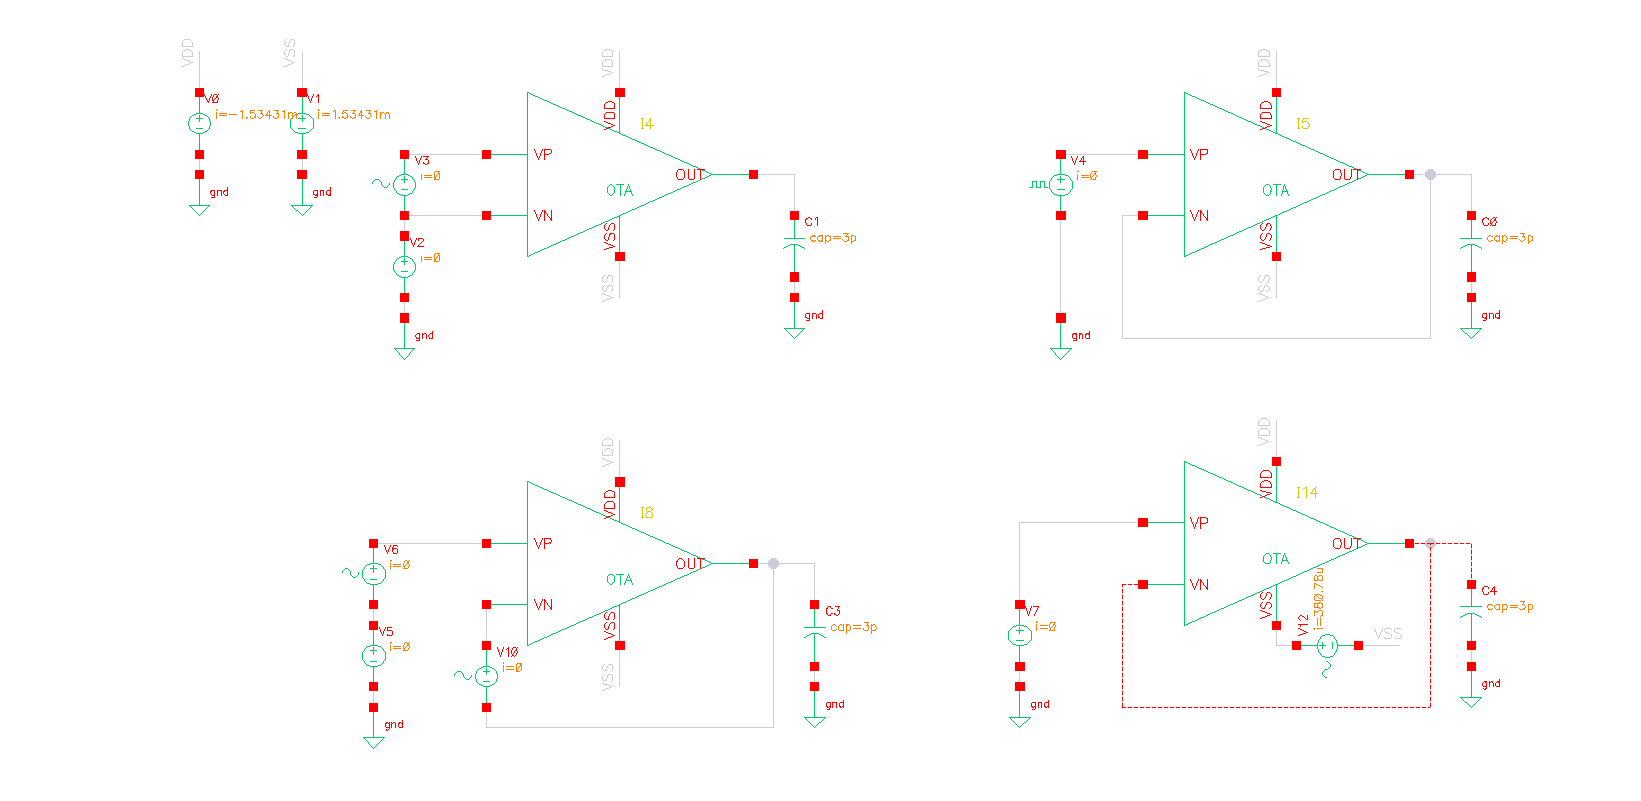 VDD
VSS
V0
i=-1.53431m
V1
i=1.53431m
gnd
gnd
VDD
VDD
I4
V3
i=0
VP
OUT
OTA
VN
VSS
VSS
V2
i=0
gnd
C1
cap=3p
gnd
VDD
VDD
I5
V4
i=0
VP
OUT
OTA
VN
VSS
VSS
gnd
C0
cap=3p
gnd
VDD
VDD
I8
V6
i=0
VP
OUT
OTA
VN
VSS
VSS
V5
i=0
V10
i=0
gnd
C3
cap=3p
gnd
VDD
VDD
I14
VP
OUT
OTA
VN
VSS
V7
i=0
gnd
V12
i=380.78u
VSS
C4
cap=3p
gnd